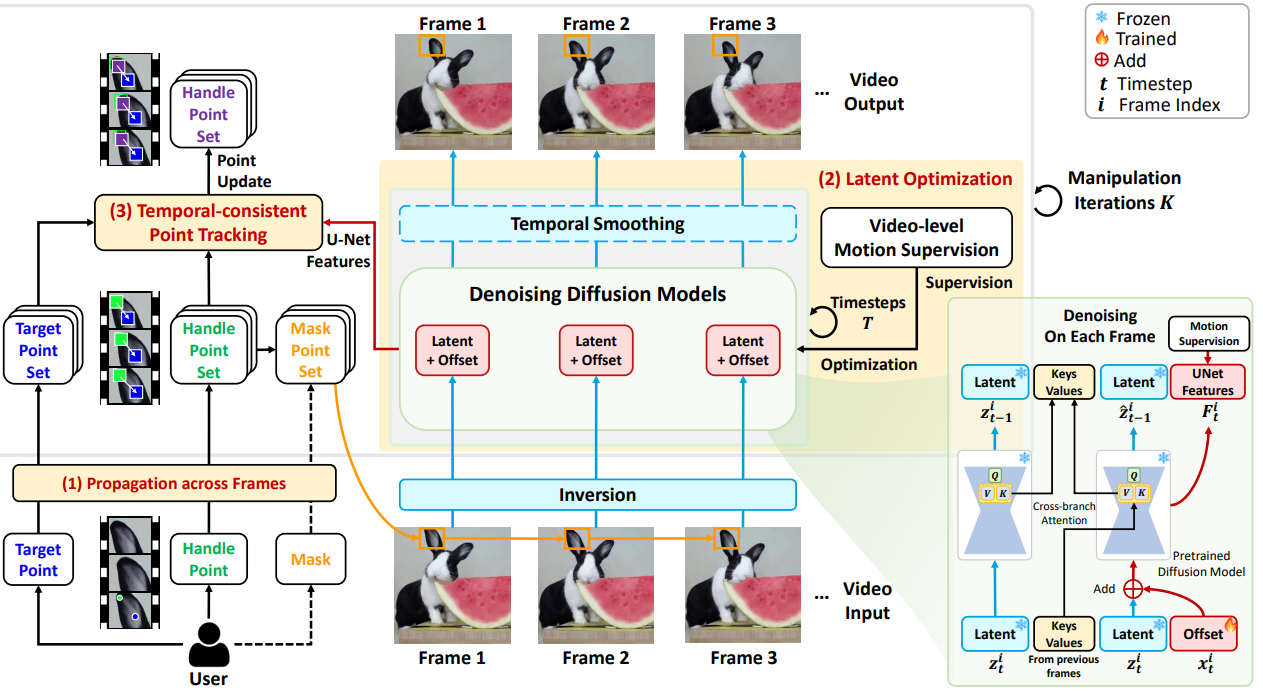 Frame 1
Frame 2
Frame 3
... Video
Output
Frozen
Trained
Add
t Timestep
i Frame Index
Handle
Point
Set
Point
Update
(3) Temporal-consistent
Point Tracking
U-Net
Features
(2) Latent Optimization
Manipulation
Iterations K
Temporal Smoothing
Video-level
Motion Supervision
Supervision
Denoising Diffusion Models
Timesteps
T
Optimization
Latent
+ Offset
Latent
+ Offset
Latent
+ Offset
Target
Point
Set
Handle
Point
Set
Mask
Point
Set
(1) Propagation across Frames
Inversion
Target
Point
Handle
Point
Mask
User
... Video
Input
Frame 1
Frame 2
Frame 3
Denoising
On Each Frame
Motion
Supervision
Latent
Keys
Values
Latent
UNet
Features
z_{t-1}^i
ẑ_{t-1}^i
F_t^i
Q
V K
Q
V K
Cross-branch
Attention
Pretrained
Diffusion Model
Add
Latent
Keys
Values
Latent
Offset
z_t^i
From previous
frames
z_t^i
x_t^i